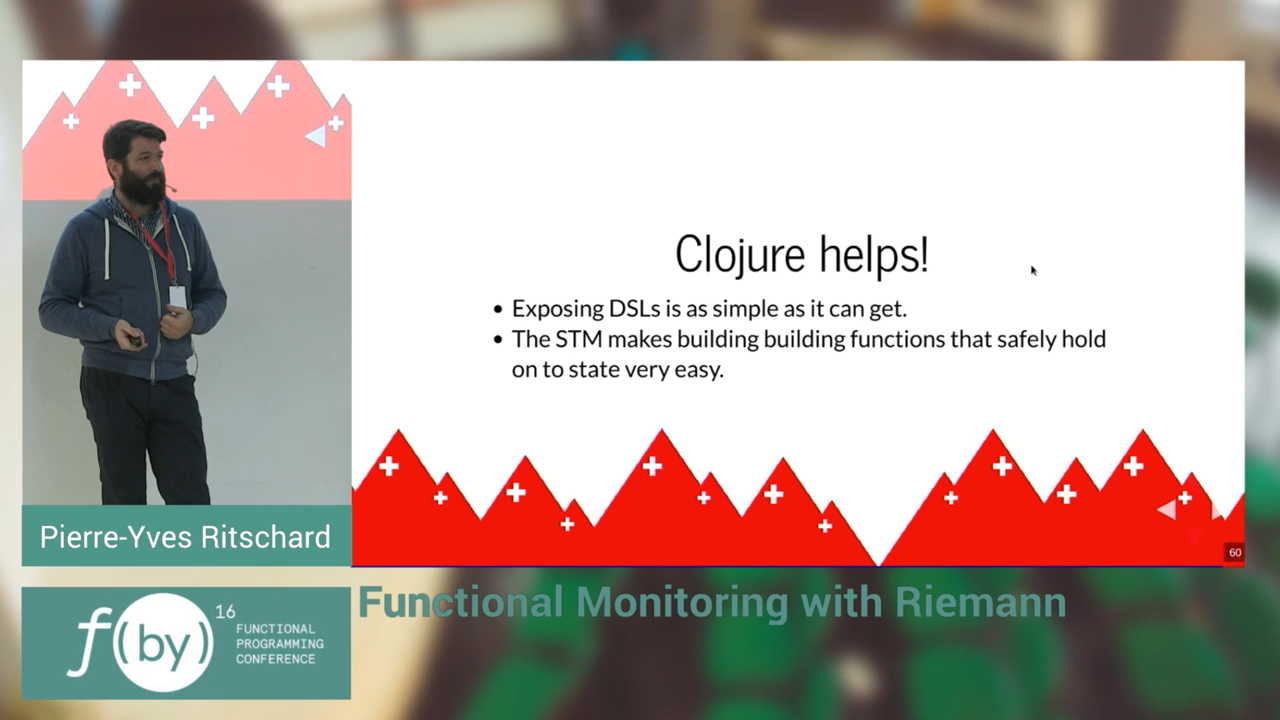 Clojure helps!
• Exposing DSLs is as simple as it can get.
• The STM makes building building functions that safely hold
on to state very easy.
60
Pierre-Yves Ritschard
Functional Monitoring with Riemann
f(by)16
FUNCTIONAL
PROGRAMMING
CONFERENCE